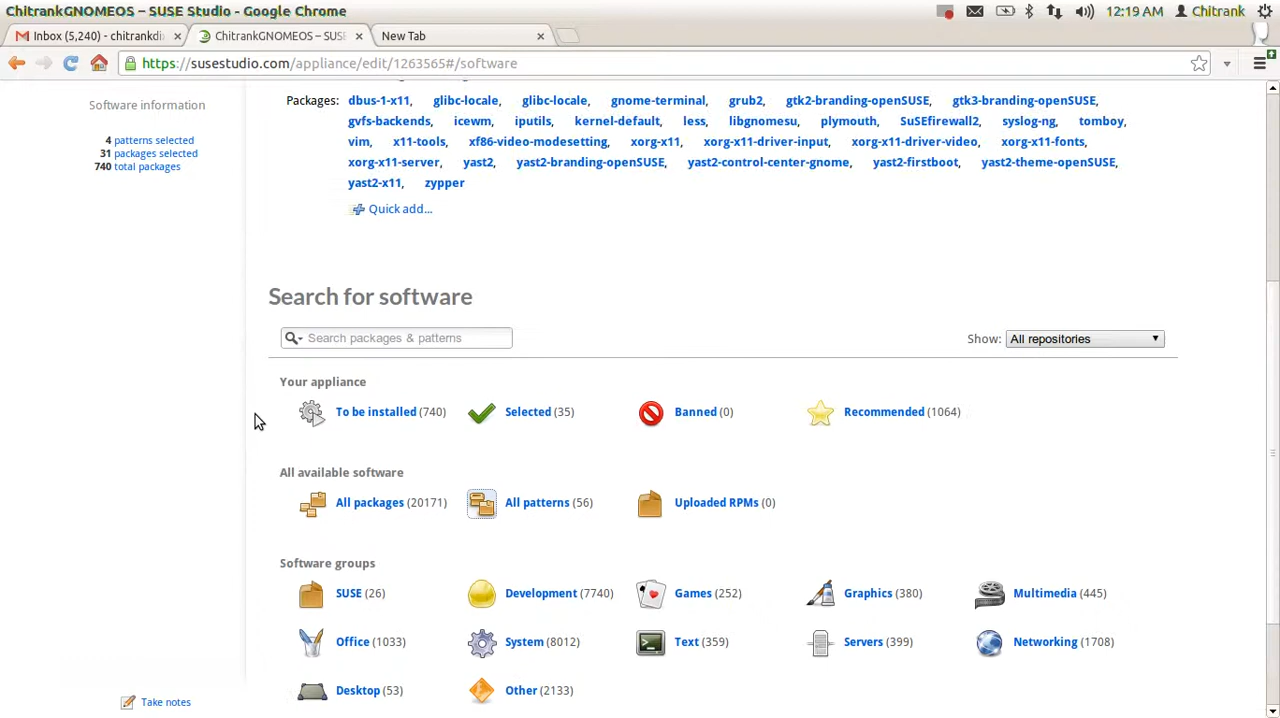 ChitrankGNOMEOS – SUSE Studio - Google Chrome
12:19 AM Chitrank
Inbox (5,240) - chitrankdi × ChitrankGNOMEOS – SUSE × New Tab ×
https://susestudio.com/appliance/edit/1263565#/software
Software information
4 patterns selected
31 packages selected
740 total packages
Packages: dbus-1-x11, glibc-locale, glibc-locale, gnome-terminal, grub2, gtk2-branding-openSUSE, gtk3-branding-openSUSE,
gvfs-backends, icewm, iputils, kernel-default, less, libgnomesu, plymouth, SuSEfirewall2, syslog-ng, tomboy,
vim, x11-tools, xf86-video-modesetting, xorg-x11, xorg-x11-driver-input, xorg-x11-driver-video, xorg-x11-fonts,
xorg-x11-server, yast2, yast2-branding-openSUSE, yast2-control-center-gnome, yast2-firstboot, yast2-theme-openSUSE,
yast2-x11, zypper
Quick add...
Search for software
Search packages & patterns
Show: All repositories
Your appliance
To be installed (740) Selected (35) Banned (0) Recommended (1064)
All available software
All packages (20171) All patterns (56) Uploaded RPMs (0)
Software groups
SUSE (26) Development (7740) Games (252) Graphics (380) Multimedia (445)
Office (1033) System (8012) Text (359) Servers (399) Networking (1708)
Desktop (53) Other (2133)
Take notes